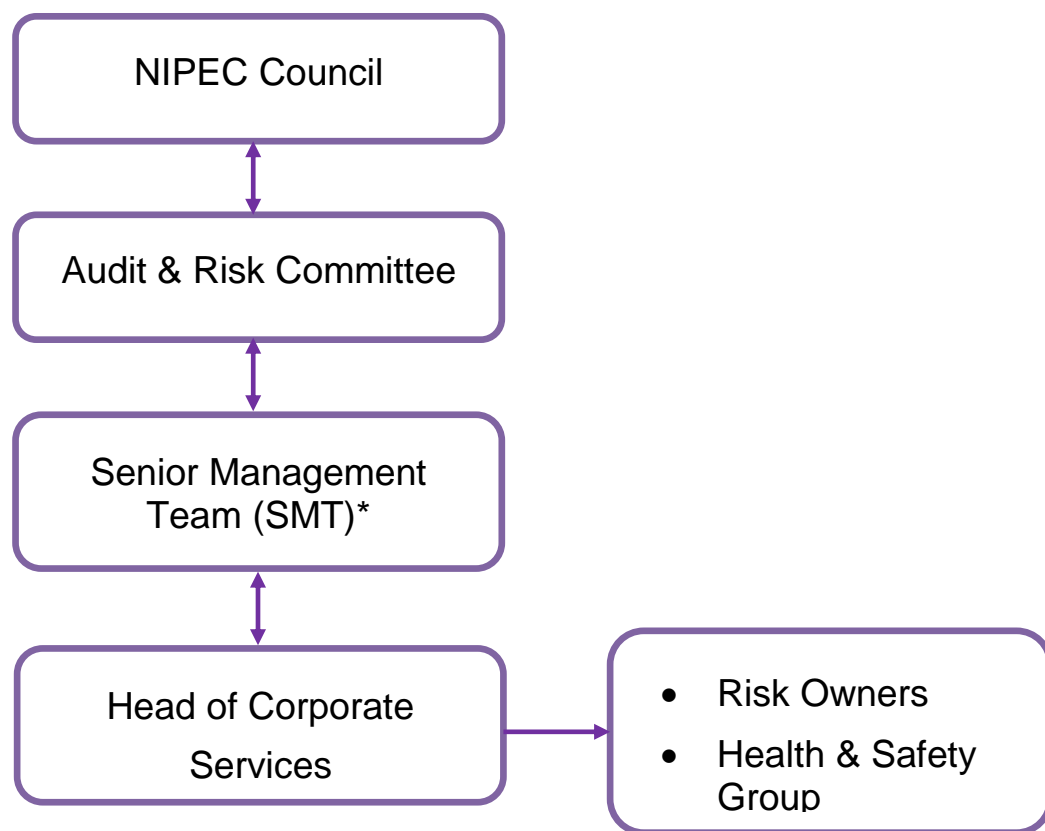 NIPEC Council
Audit & Risk Committee
Senior Management
Team (SMT)*
Head of Corporate
Services
• Risk Owners
• Health & Safety
Group